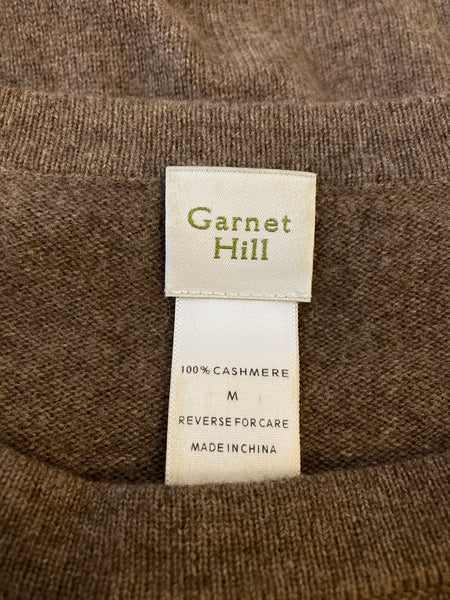 Garnet
Hill
100% CASHMERE
M
REVERSE FOR CARE
MADE IN CHINA